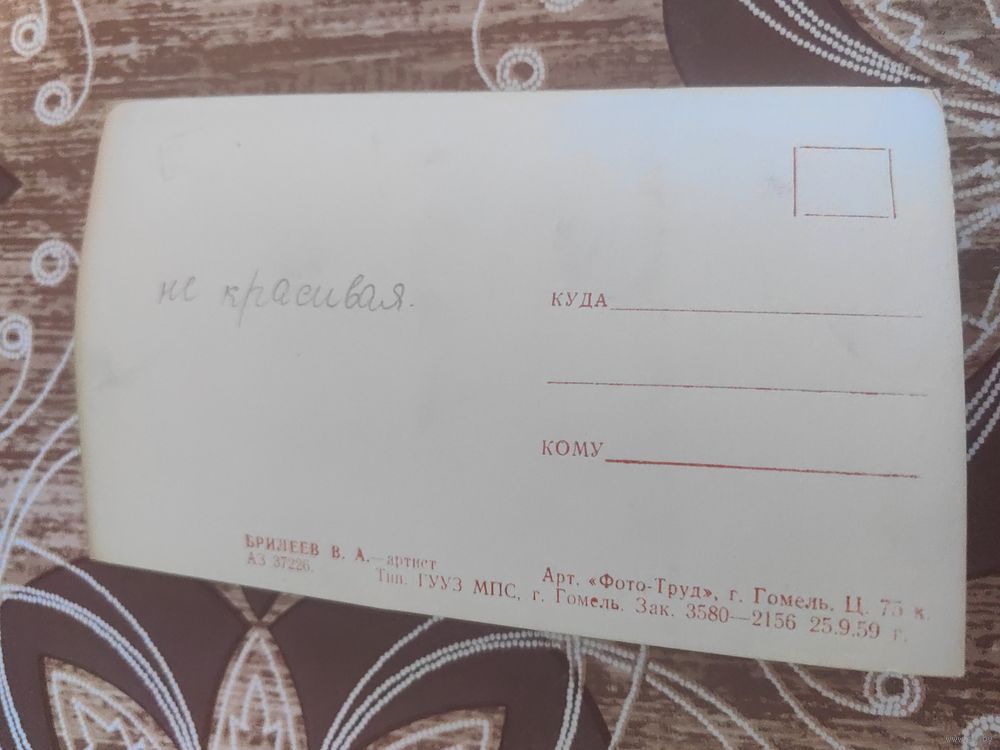 не красивая.
КУДА
КОМУ
БРИЛЕЕВ В. А.—артист
АЗ 37226.
Арт. «Фото-Труд», г. Гомель. Ц. 75 к.
Тип. ГУУЗ МПС, г. Гомель. Зак. 3580—2156 25.9.59 г.